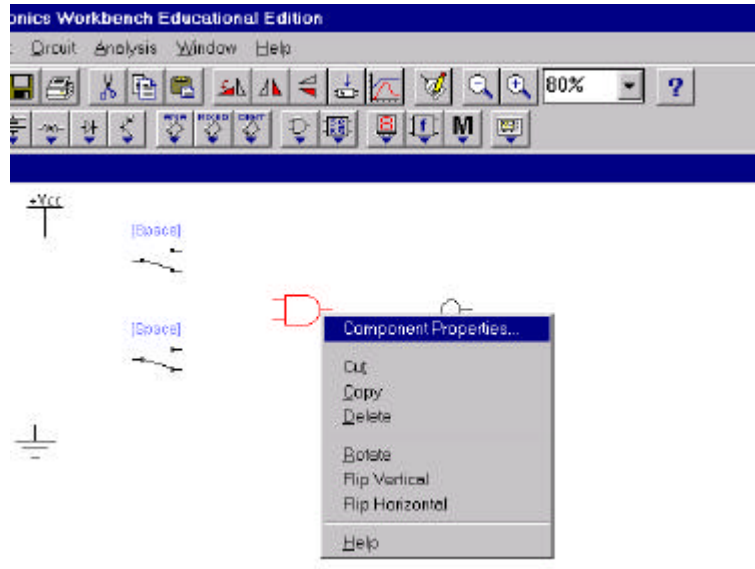 onics Workbench Educational Edition
Circuit Analysis Window Help
80% ?
M
+Vcc
[Space]
[Space]
Component Properties...
Cut
Copy
Delete
Rotate
Flip Vertical
Flip Horizontal
Help